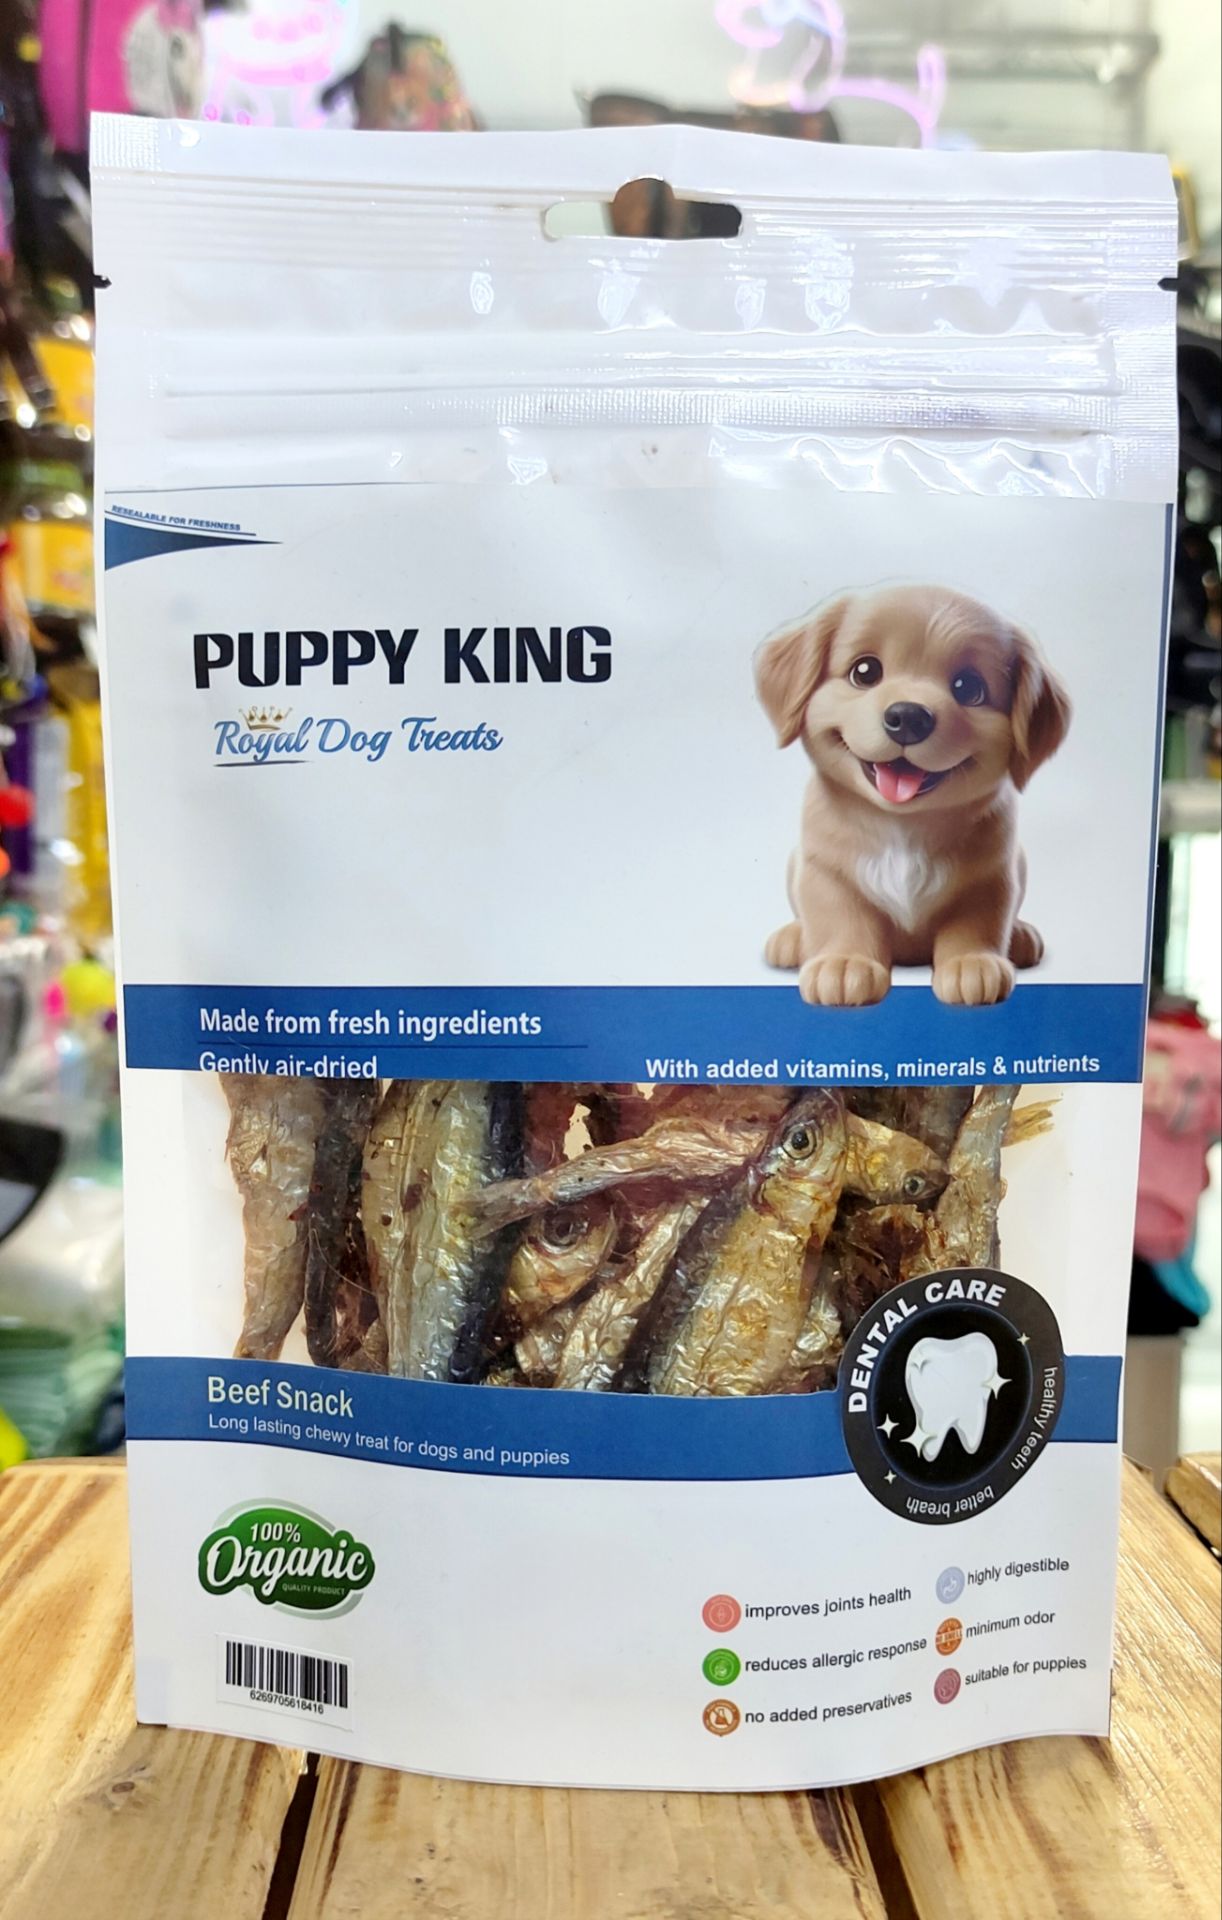 RESEALABLE FOR FRESHNESS
PUPPY KING
Royal Dog Treats
Made from fresh ingredients
Gently air-dried
With added vitamins, minerals & nutrients
DENTAL CARE
healthy teeth
better breath
Beef Snack
Long lasting chewy treat for dogs and puppies
100%
Organic
QUALITY PRODUCT
6269705618416
improves joints health
reduces allergic response
no added preservatives
highly digestible
minimum odor
suitable for puppies